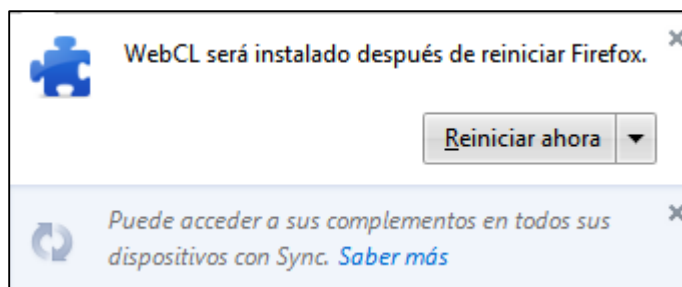 WebCL será instalado después de reiniciar Firefox.
Reiniciar ahora
Puede acceder a sus complementos en todos sus
dispositivos con Sync. Saber más